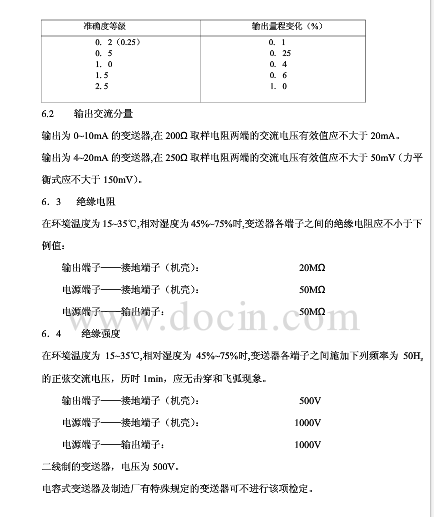 准确度等级 输出量程变化（%）
0. 2（0.25） 0. 1
0. 5 0. 25
1. 0 0. 4
1.5 0. 6
2.5 1. 0
6.2 输出交流分量
输出为 0~10mA 的变送器,在 200Ω 取样电阻两端的交流电压有效值应不大于 20mA。
输出为 4~20mA 的变送器,在 250Ω 取样电阻两端的交流电压有效值应不大于 50mV（力平
衡式应不大于 150mV）。
6. 3 绝缘电阻
在环境温度为 15~35℃,相对湿度为 45%~75%时,变送器各端子之间的绝缘电阻应不小于下
例值：
输出端子——接地端子（机壳）： 20MΩ
电源端子——接地端子（机壳）： 50MΩ
电源端子——输出端子： 50MΩ
www.docin.com
6. 4 绝缘强度
在环境温度为 15~35℃,相对湿度为 45%~75%时,变送器各端子之间施加下列频率为 50Hz
的正弦交流电压，历时 1min，应无击穿和飞弧现象。
输出端子——接地端子（机壳）： 500V
电源端子——接地端子（机壳）： 1000V
电源端子——输出端子： 1000V
二线制的变送器，电压为 500V。
电容式变送器及制造厂有特殊规定的变送器可不进行该项检定。